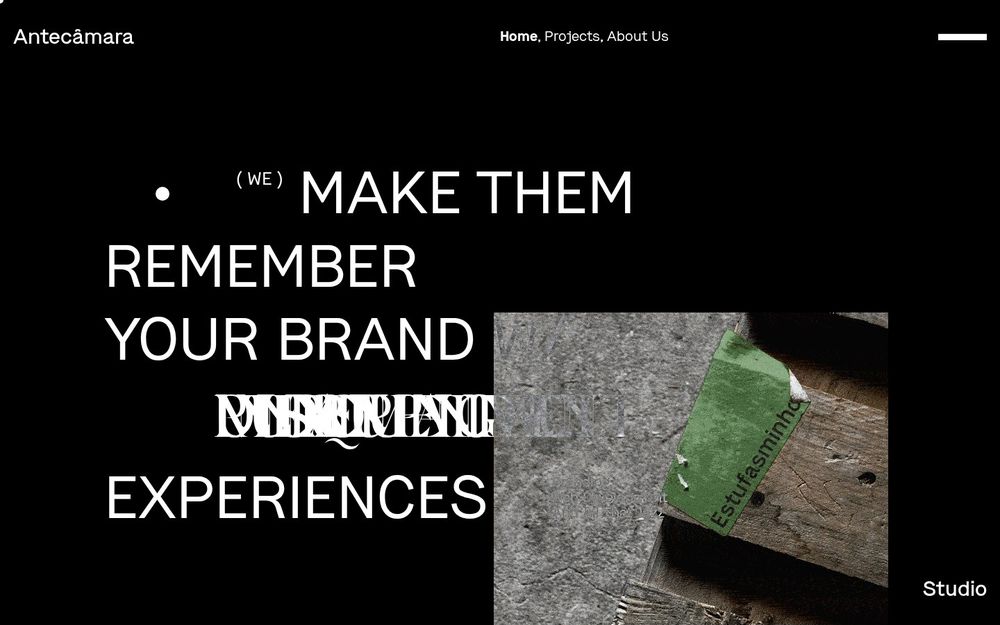 Antecâmara
Home, Projects, About Us
(WE) MAKE THEM
REMEMBER
YOUR BRAND W/
EXPERIENCES
Estufasminho
Studio